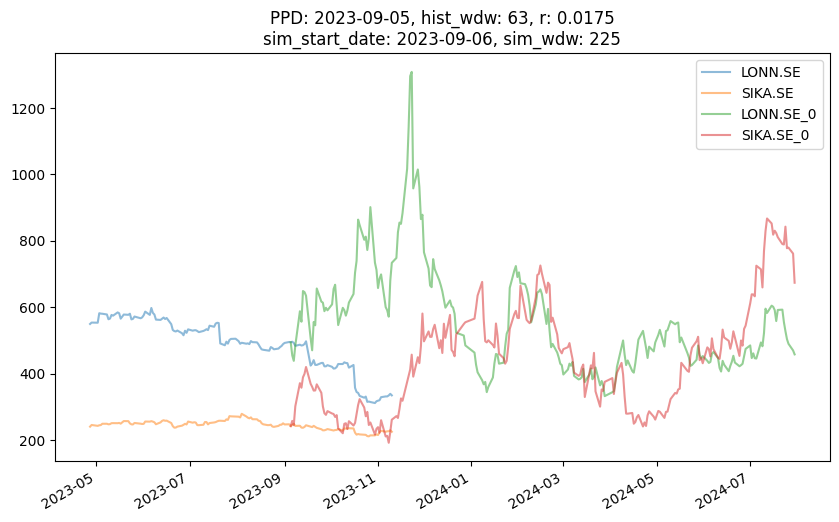 PPD: 2023-09-05, hist_wdw: 63, r: 0.0175
sim_start_date: 2023-09-06, sim_wdw: 225
LONN.SE
SIKA.SE
LONN.SE_0
SIKA.SE_0
1200
1000
800
600
400
200
2023-05
2023-07
2023-09
2023-11
2024-01
2024-03
2024-05
2024-07